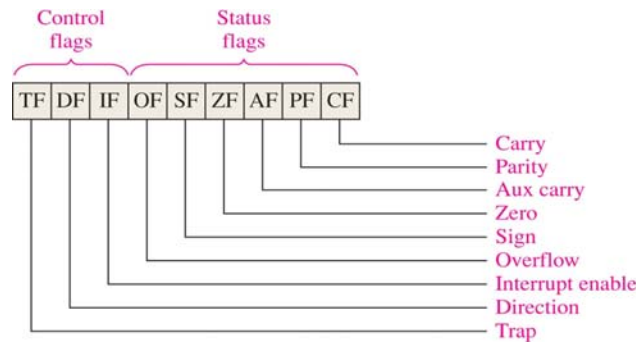 Control
flags
Status
flags
TF DF IF OF SF ZF AF PF CF
Carry
Parity
Aux carry
Zero
Sign
Overflow
Interrupt enable
Direction
Trap